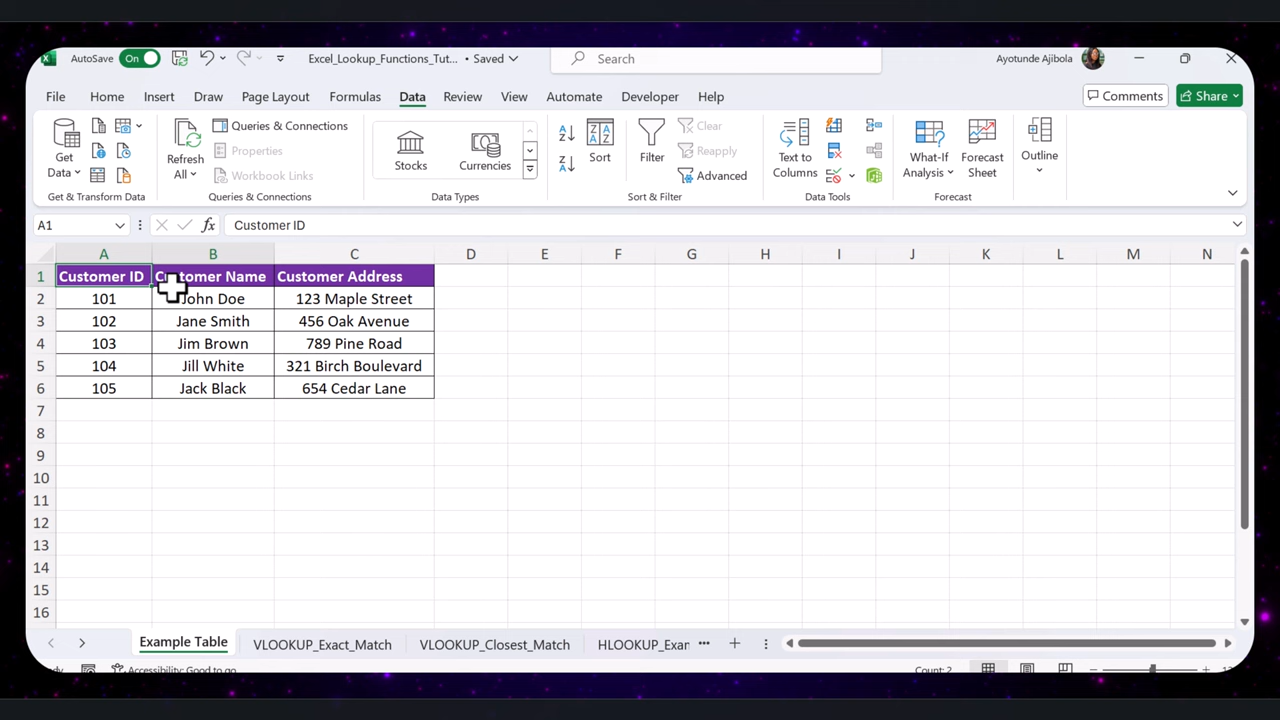 AutoSave On Excel_Lookup_Functions_Tut... • Saved Search Ayotunde Ajibola
File Home Insert Draw Page Layout Formulas Data Review View Automate Developer Help Comments Share
Get Data Refresh All Queries & Connections Properties Workbook Links Stocks Currencies Sort Filter Clear Reapply Advanced Text to Columns What-If Analysis Forecast Sheet Outline
Get & Transform Data Queries & Connections Data Types Sort & Filter Data Tools Forecast
A1 fx Customer ID
A B C D E F G H I J K L M N
1 Customer ID Customer Name Customer Address
2 101 John Doe 123 Maple Street
3 102 Jane Smith 456 Oak Avenue
4 103 Jim Brown 789 Pine Road
5 104 Jill White 321 Birch Boulevard
6 105 Jack Black 654 Cedar Lane
7
8
9
10
11
12
13
14
15
16
Example Table VLOOKUP_Exact_Match VLOOKUP_Closest_Match HLOOKUP_Exar ···
Accessibility: Good to go Count: 2